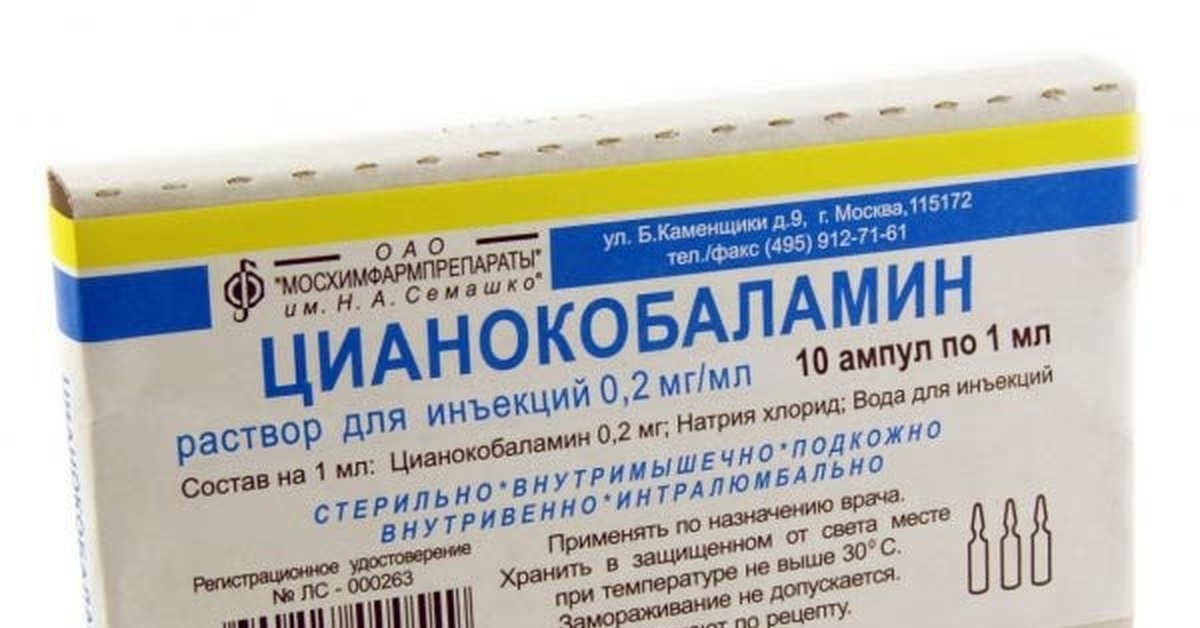 ОАО
"МОСХИМФАРМПРЕПАРАТЫ"
им. Н. А. Семашко"
ул. Б.Каменщики д.9, г. Москва,115172
тел./факс (495) 912-71-61
ЦИАНОКОБАЛАМИН
раствор для инъекций 0,2 мг/мл
10 ампул по 1 мл
Состав на 1 мл: Цианокобаламин 0,2 мг; Натрия хлорид; Вода для инъекций
СТЕРИЛЬНО*ВНУТРИМЫШЕЧНО*ПОДКОЖНО
ВНУТРИВЕННО*ИНТРАЛЮМБАЛЬНО
Регистрационное удостоверение
№ ЛС - 000263
Применять по назначению врача.
Хранить в защищенном от света месте
при температуре не выше 30°С.
Замораживание не допускается.
по рецепту.